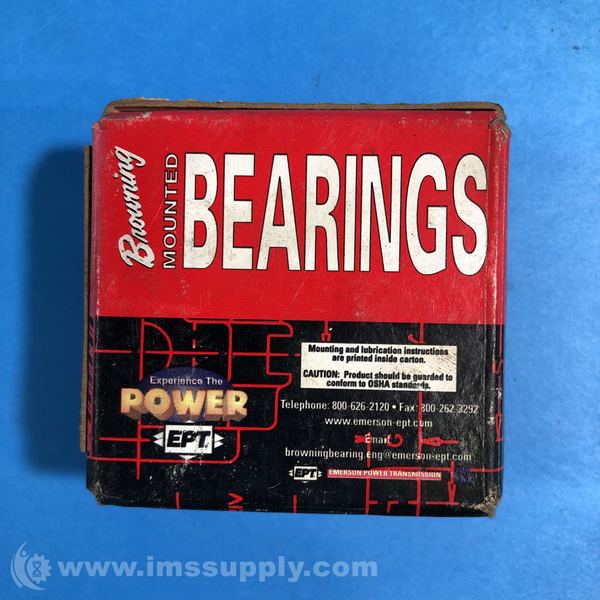 Browning
MOUNTED
BEARINGS
Mounting and lubrication instructions
are printed inside carton.
CAUTION: Product should be guarded to
conform to OSHA standards.
Experience The
POWER
EPT
Telephone: 800-626-2120 • Fax: 800-262-3292
www.emerson-ept.com
Email:
browningbearing.eng@emerson-ept.com
EPT EMERSON POWER TRANSMISSION
www.imssupply.com